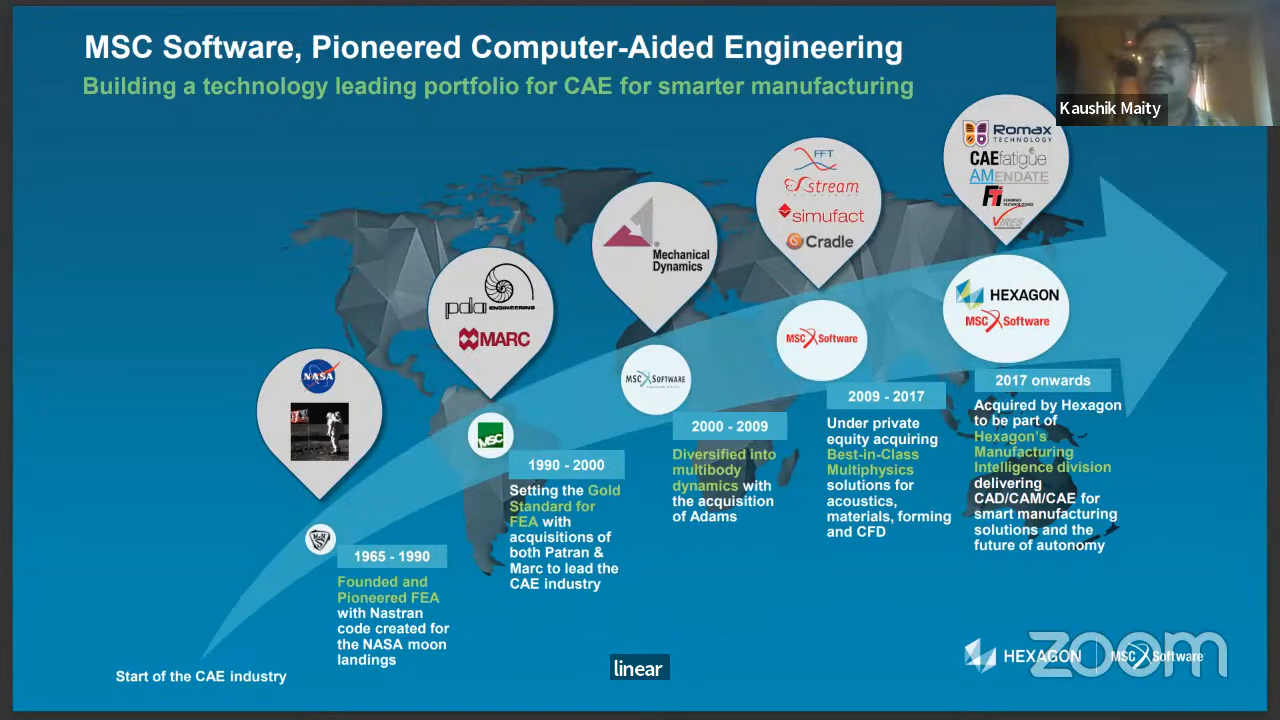 MSC Software, Pioneered Computer-Aided Engineering
Building a technology leading portfolio for CAE for smarter manufacturing
Kaushik Maity
NASA
pda ENGINEERING
MARC
Mechanical
Dynamics
FFT
stream
simufact
Cradle
Romax
TECHNOLOGY
CAEfatigue
AMENDATE
FTI
FORMING
TECHNOLOGIES
VIRES
MSC
MSC Software
MSC Software
HEXAGON
MSC Software
1965 - 1990
Founded and
Pioneered FEA
with Nastran
code created for
the NASA moon
landings
1990 - 2000
Setting the Gold
Standard for
FEA with
acquisitions of
both Patran &
Marc to lead the
CAE industry
2000 - 2009
Diversified into
multibody
dynamics with
the acquisition
of Adams
2009 - 2017
Under private
equity acquiring
Best-in-Class
Multiphysics
solutions for
acoustics,
materials, forming
and CFD
2017 onwards
Acquired by Hexagon
to be part of
Hexagon's
Manufacturing
Intelligence division
delivering
CAD/CAM/CAE for
smart manufacturing
solutions and the
future of autonomy
Start of the CAE industry
linear
HEXAGON | MSC Software
zoom